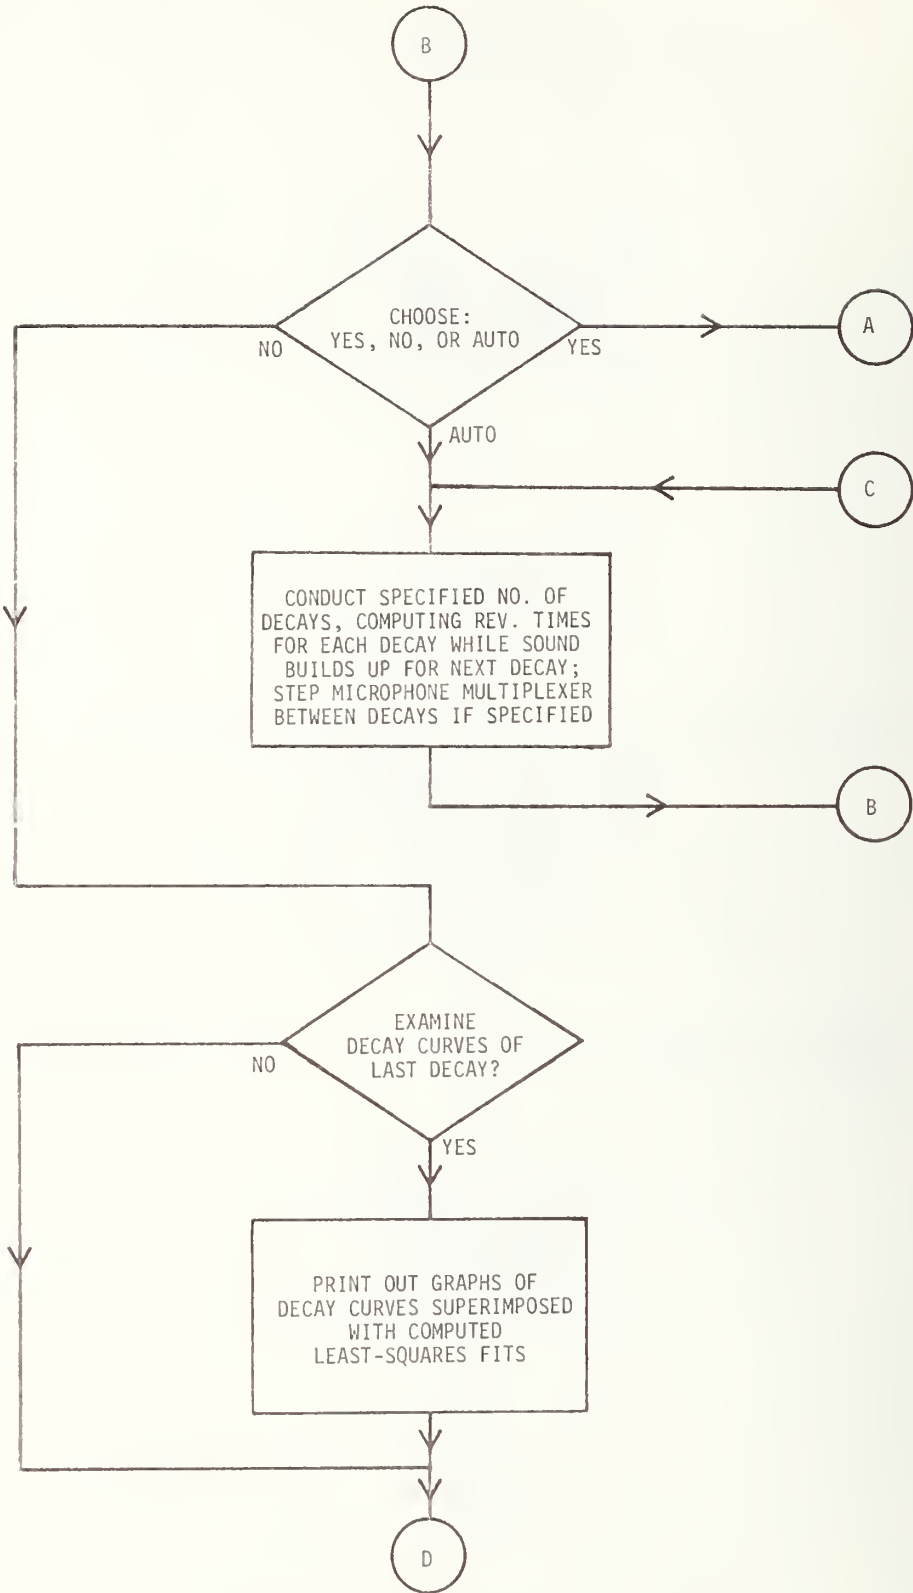 B
CHOOSE:
YES, NO, OR AUTO
NO
YES
A
AUTO
C
CONDUCT SPECIFIED NO. OF
DECAYS, COMPUTING REV. TIMES
FOR EACH DECAY WHILE SOUND
BUILDS UP FOR NEXT DECAY;
STEP MICROPHONE MULTIPLEXER
BETWEEN DECAYS IF SPECIFIED
B
EXAMINE
DECAY CURVES OF
LAST DECAY?
NO
YES
PRINT OUT GRAPHS OF
DECAY CURVES SUPERIMPOSED
WITH COMPUTED
LEAST-SQUARES FITS
D